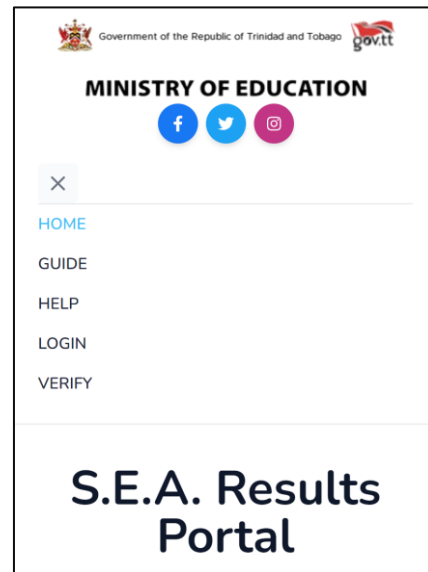 Government of the Republic of Trinidad and Tobago
gov.tt
MINISTRY OF EDUCATION
HOME
GUIDE
HELP
LOGIN
VERIFY
S.E.A. Results
Portal